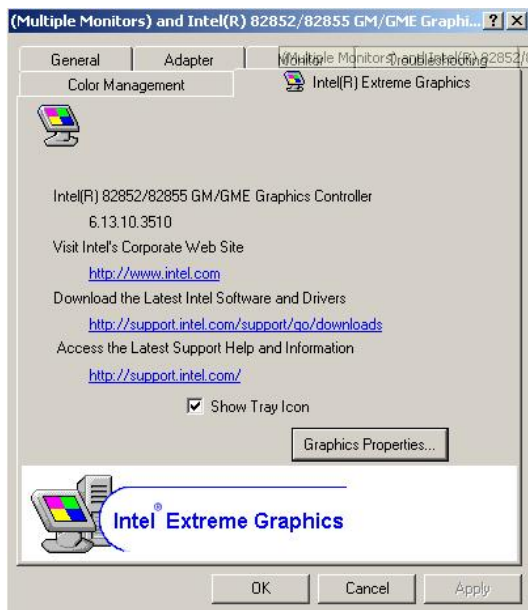 (Multiple Monitors) and Intel(R) 82852/82855 GM/GME Graphi...
General Adapter Monitor Troubleshooting
Color Management Intel(R) Extreme Graphics
Intel(R) 82852/82855 GM/GME Graphics Controller
6.13.10.3510
Visit Intel's Corporate Web Site
http://www.intel.com
Download the Latest Intel Software and Drivers
http://support.intel.com/support/go/downloads
Access the Latest Support Help and Information
http://support.intel.com/
Show Tray Icon
Graphics Properties...
Intel® Extreme Graphics
OK Cancel Apply